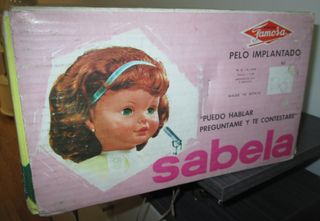 famosa
PELO IMPLANTADO
MADE IN SPAIN
"PUEDO HABLAR
PREGUNTAME Y TE CONTESTARE"
sabela